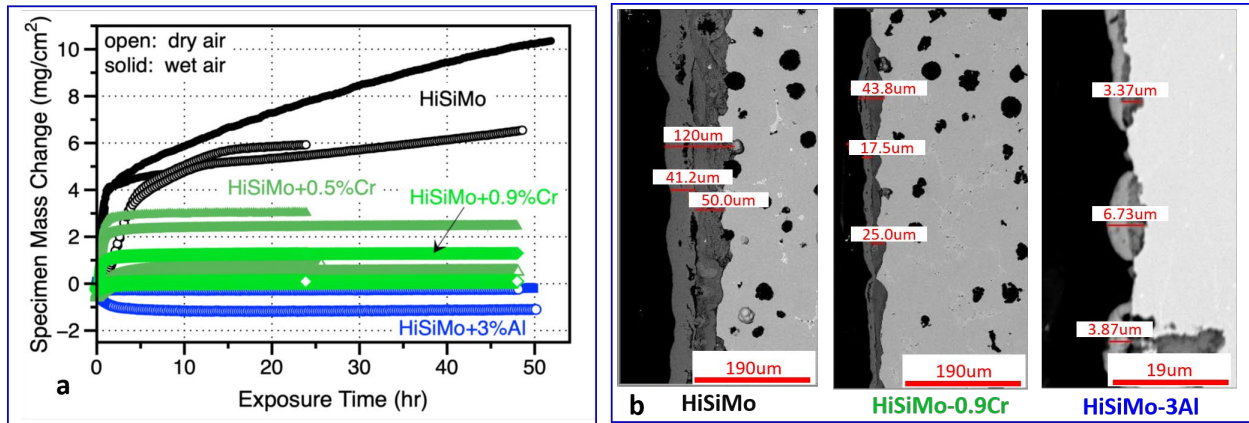 open: dry air
solid: wet air
HiSiMo
HiSiMo+0.5%Cr
HiSiMo+0.9%Cr
HiSiMo+3%Al
Specimen Mass Change (mg/cm²)
10
8
6
4
2
0
−2
0
10
20
30
40
50
Exposure Time (hr)
a
120um
41.2um
50.0um
190um
43.8um
17.5um
25.0um
190um
3.37um
6.73um
3.87um
19um
b
HiSiMo
HiSiMo-0.9Cr
HiSiMo-3Al